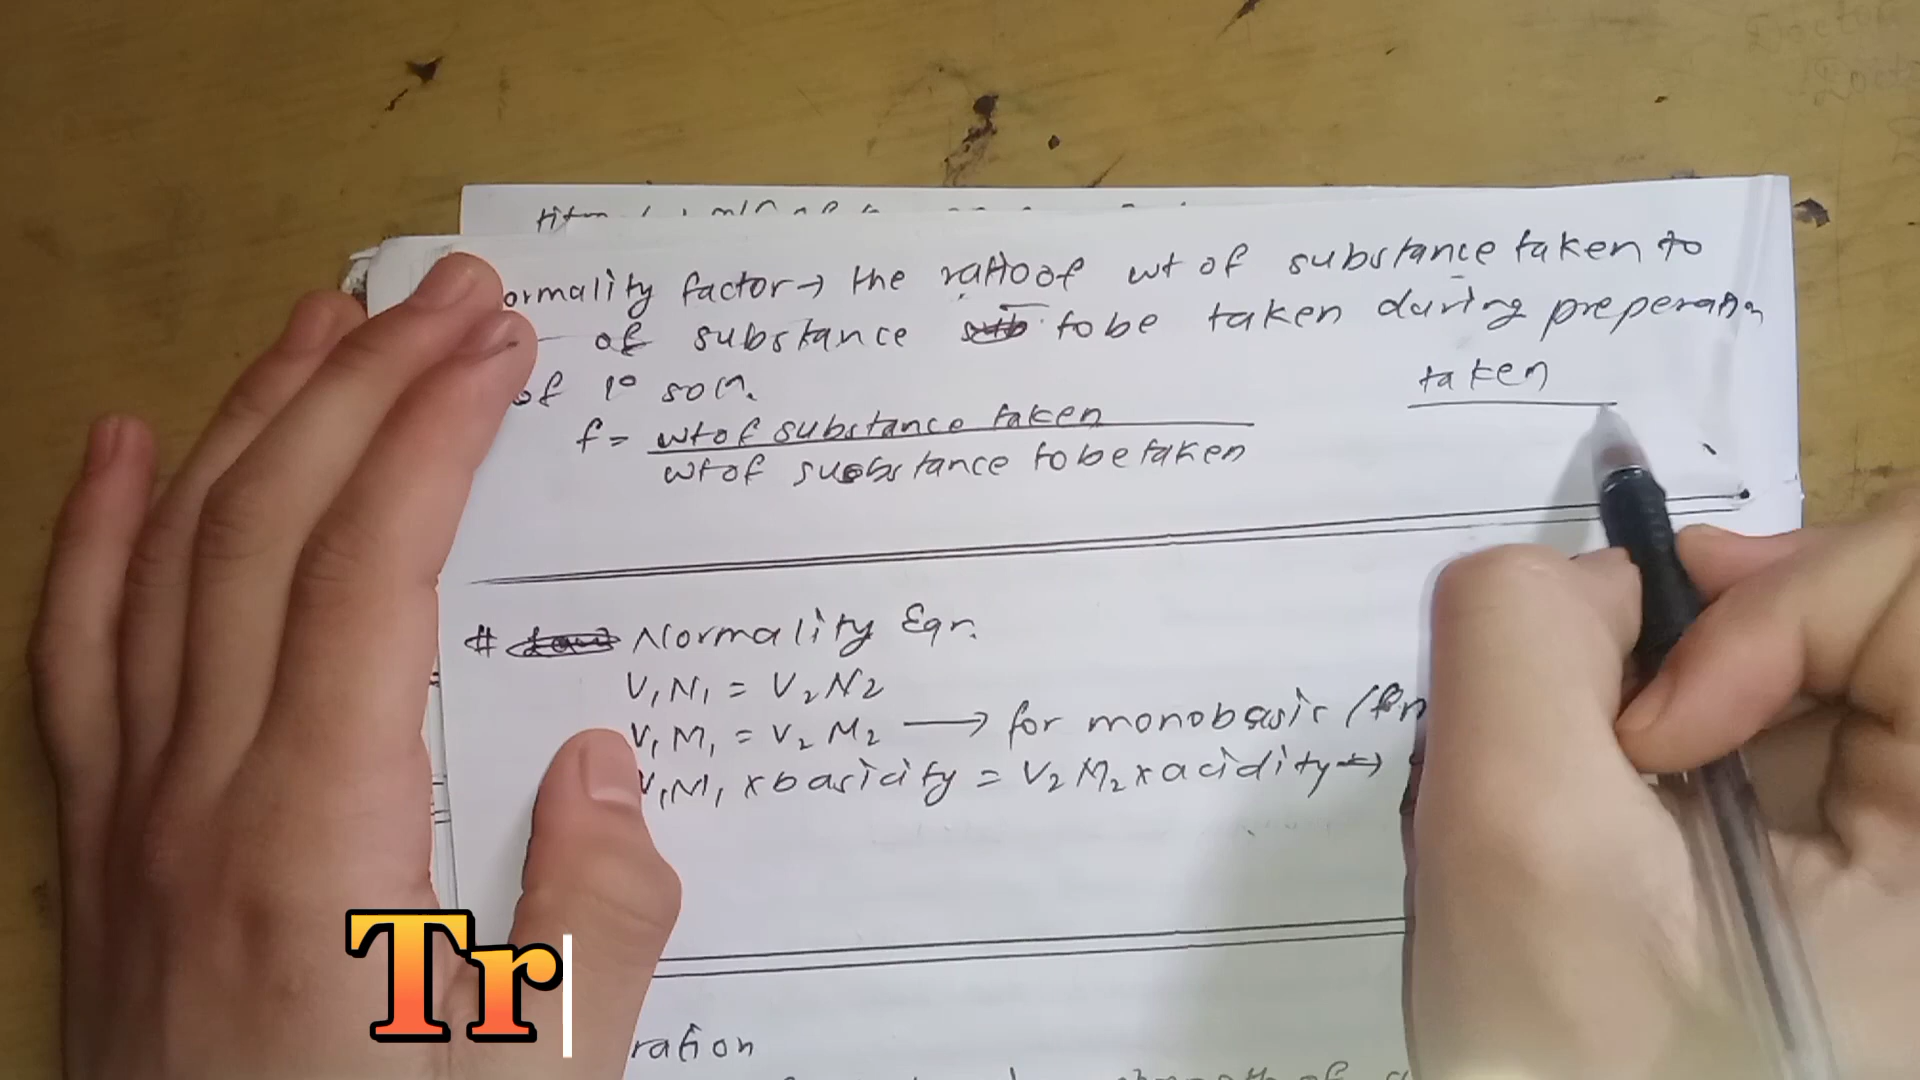 ormality factor → the ratio of wt of substance taken to
of substance to be taken during preperation
of 1° soln.
taken
f = wt of substance taken
wt of substance to be taken
# Normality Eqn.
V₁N₁ = V₂N₂
V₁M₁ = V₂M₂ → for monobasic
V₁M₁ x basicity = V₂M₂ x acidity →
Tr
ration